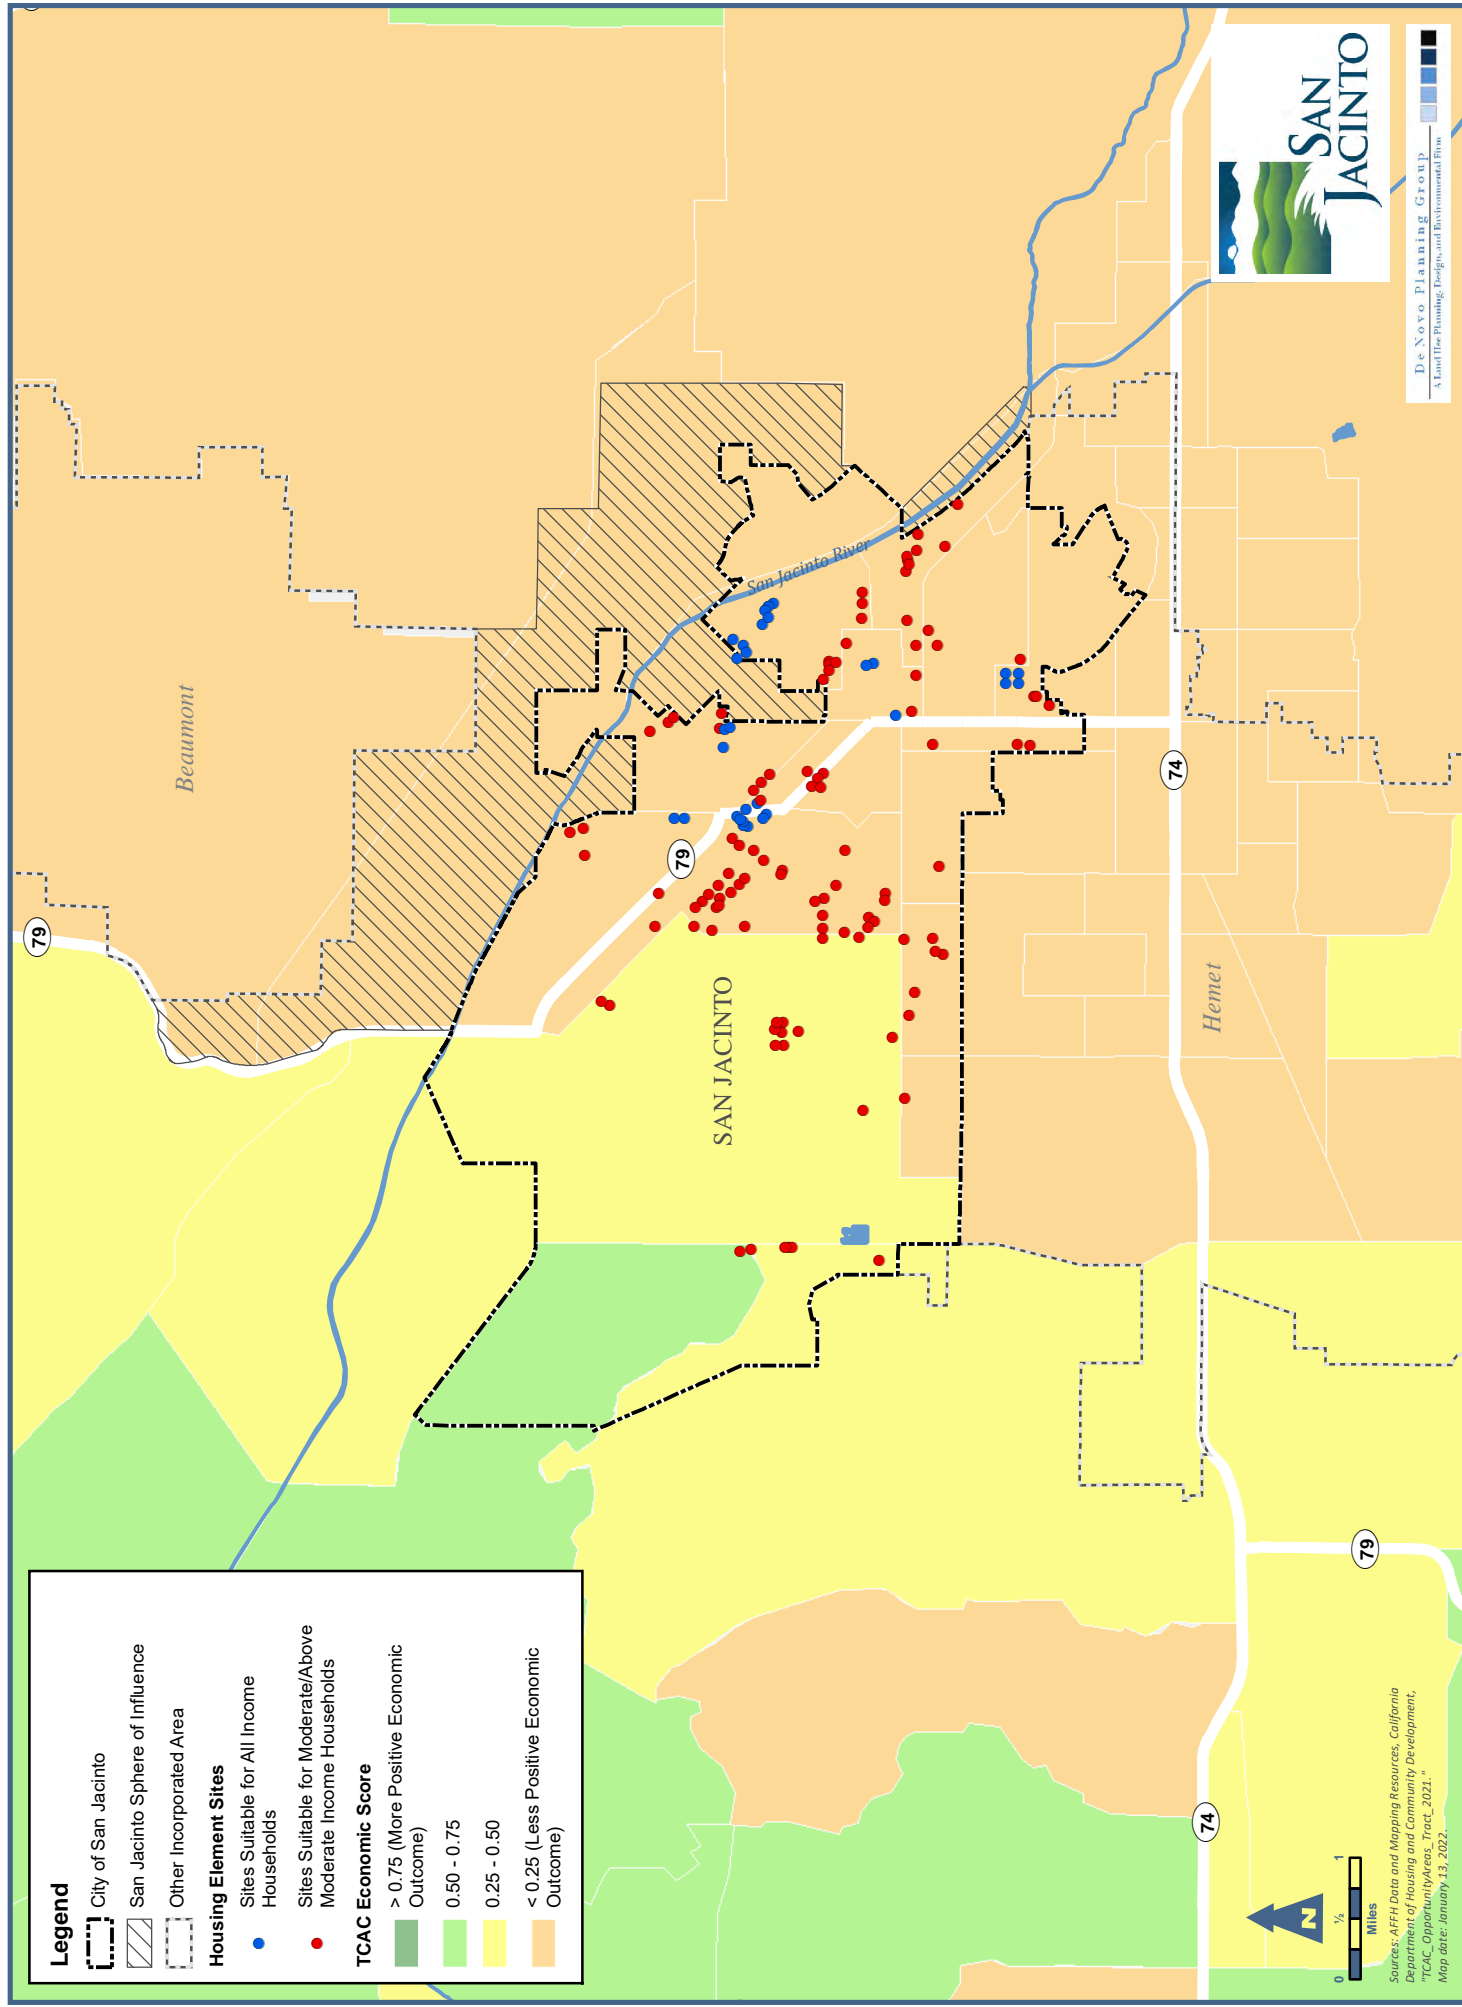 Legend
City of San Jacinto
San Jacinto Sphere of Influence
Other Incorporated Area
Housing Element Sites
Sites Suitable for All Income
Households
Sites Suitable for Moderate/Above
Moderate Income Households
TCAC Economic Score
> 0.75 (More Positive Economic
Outcome)
0.50 - 0.75
0.25 - 0.50
< 0.25 (Less Positive Economic
Outcome)
79
Beaumont
San Jacinto River
79
SAN JACINTO
74
Hemet
79
74
N
0 ½ 1
Miles
Sources: AFFH Data and Mapping Resources, California
Department of Housing and Community Development,
"TCAC_OpportunityAreas_Tract_2021."
Map date: January 13, 2022.
SAN
JACINTO
De Novo Planning Group
A Land Use Planning, Design, and Environmental Firm